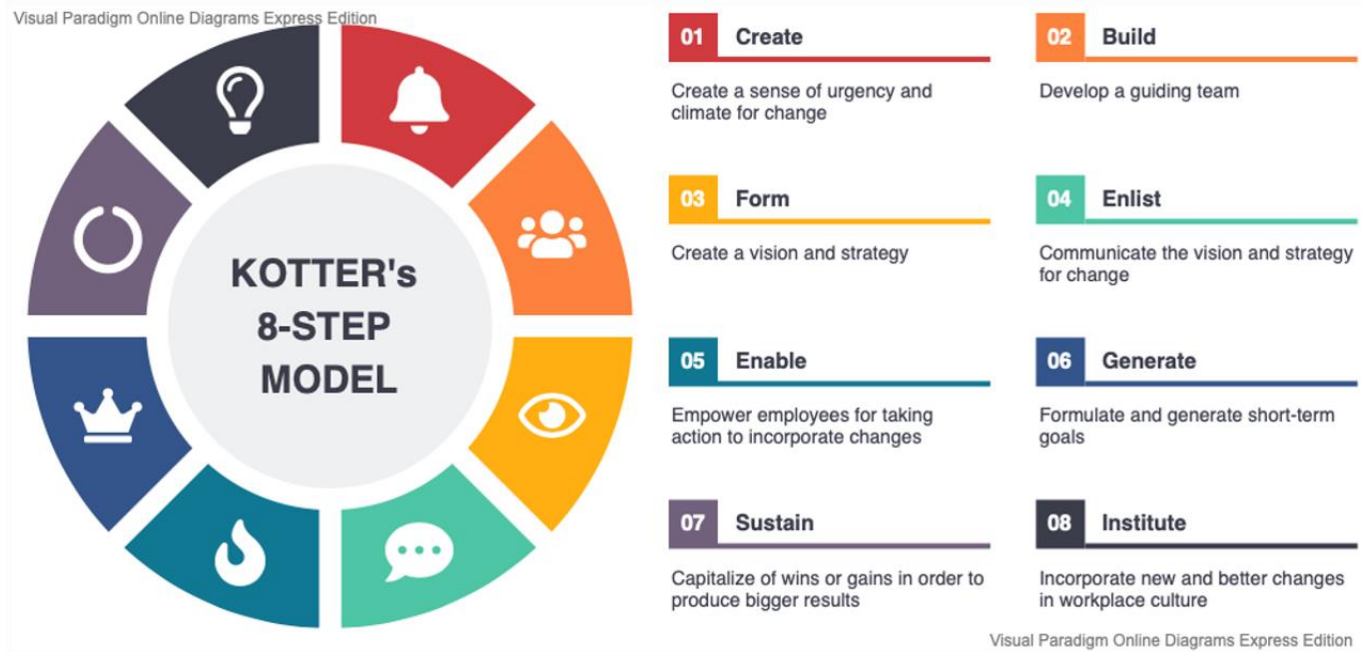 Visual Paradigm Online Diagrams Express Edition
KOTTER's
8-STEP
MODEL
01 Create
Create a sense of urgency and
climate for change
02 Build
Develop a guiding team
03 Form
Create a vision and strategy
04 Enlist
Communicate the vision and strategy
for change
05 Enable
Empower employees for taking
action to incorporate changes
06 Generate
Formulate and generate short-term
goals
07 Sustain
Capitalize of wins or gains in order to
produce bigger results
08 Institute
Incorporate new and better changes
in workplace culture
Visual Paradigm Online Diagrams Express Edition